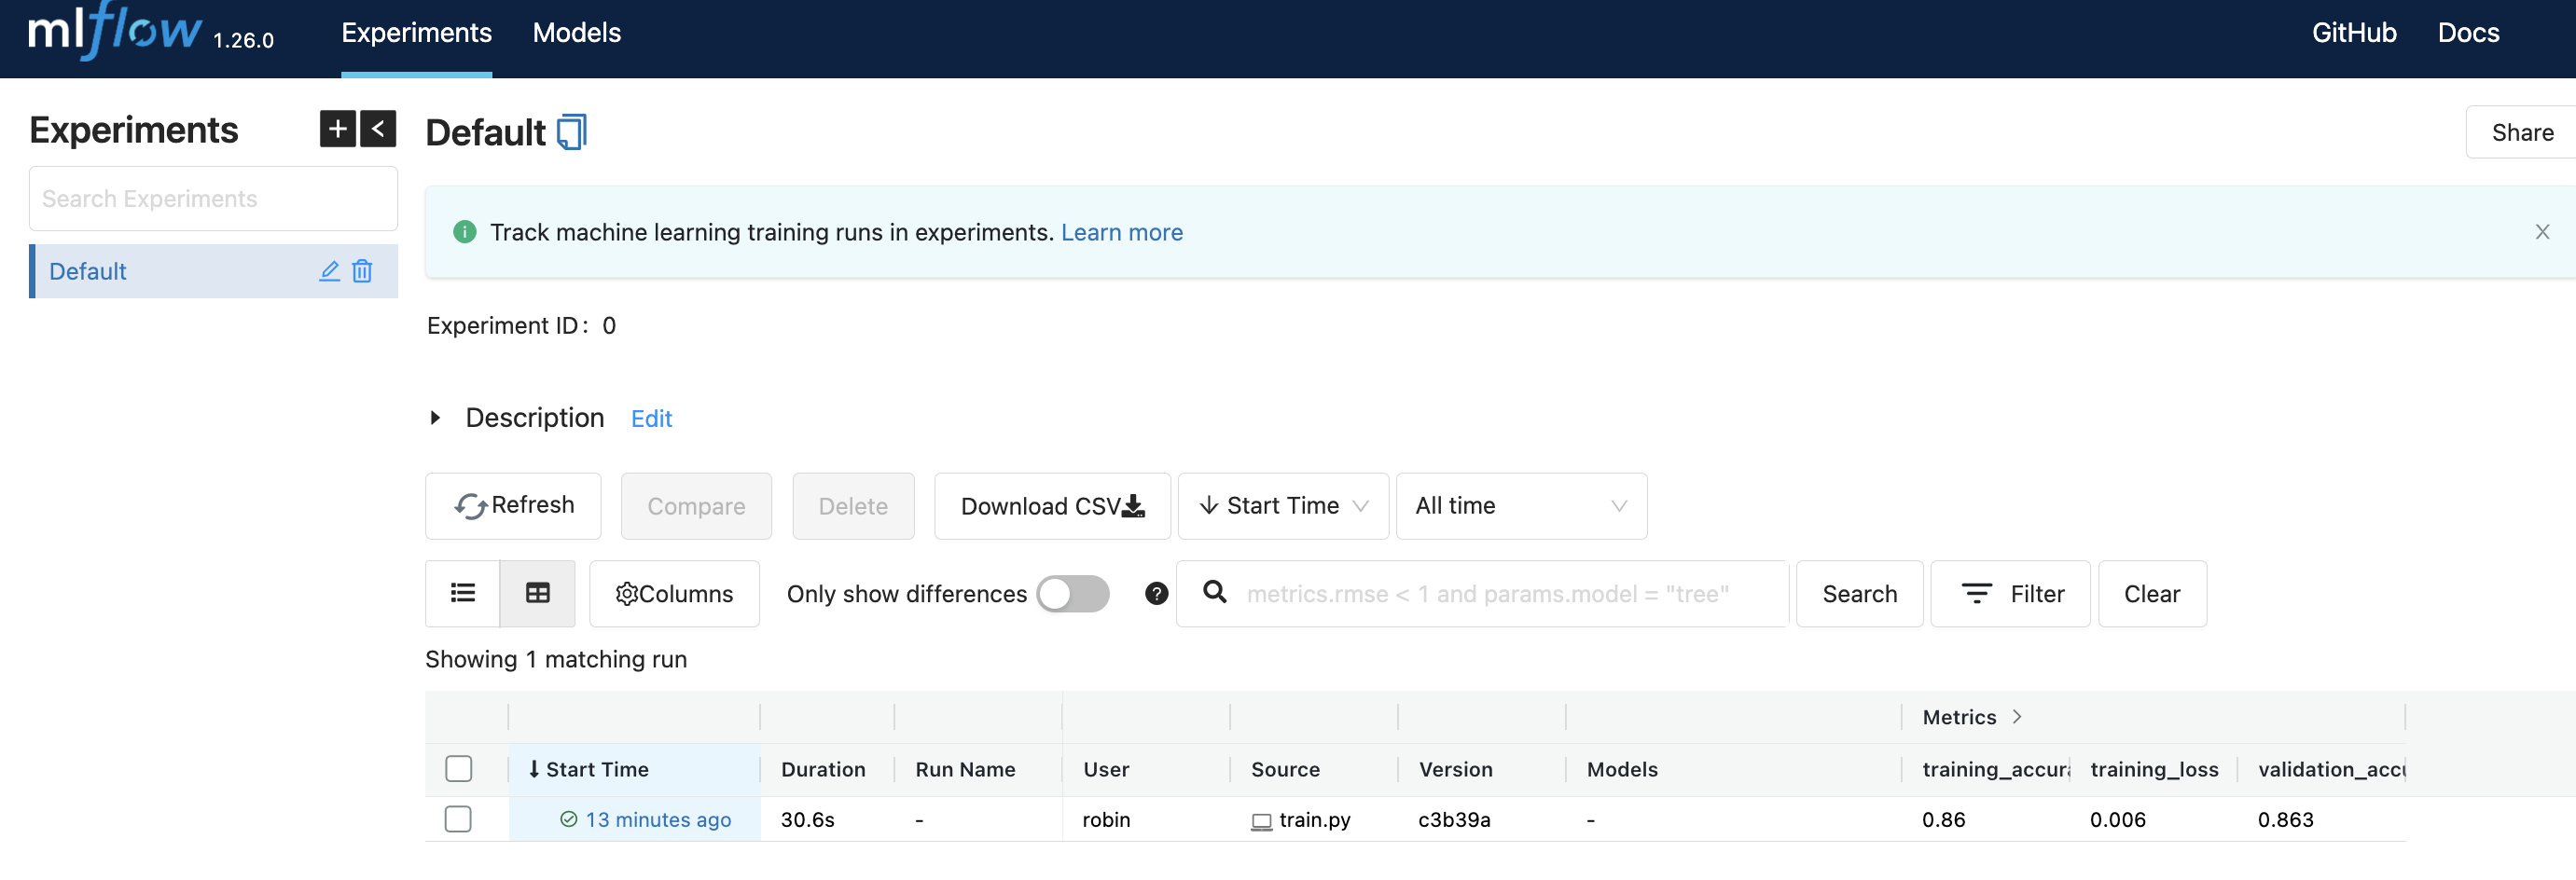 mlflow 1.26.0 Experiments Models GitHub Docs
Experiments + <
Search Experiments
Default
Default
Share
Track machine learning training runs in experiments. Learn more
Experiment ID: 0
Description Edit
Refresh Compare Delete Download CSV Start Time All time
Columns Only show differences ? metrics.rmse < 1 and params.model = "tree" Search Filter Clear
Showing 1 matching run
Metrics >
Start Time Duration Run Name User Source Version Models training_accura training_loss validation_accu
13 minutes ago 30.6s - robin train.py c3b39a - 0.86 0.006 0.863